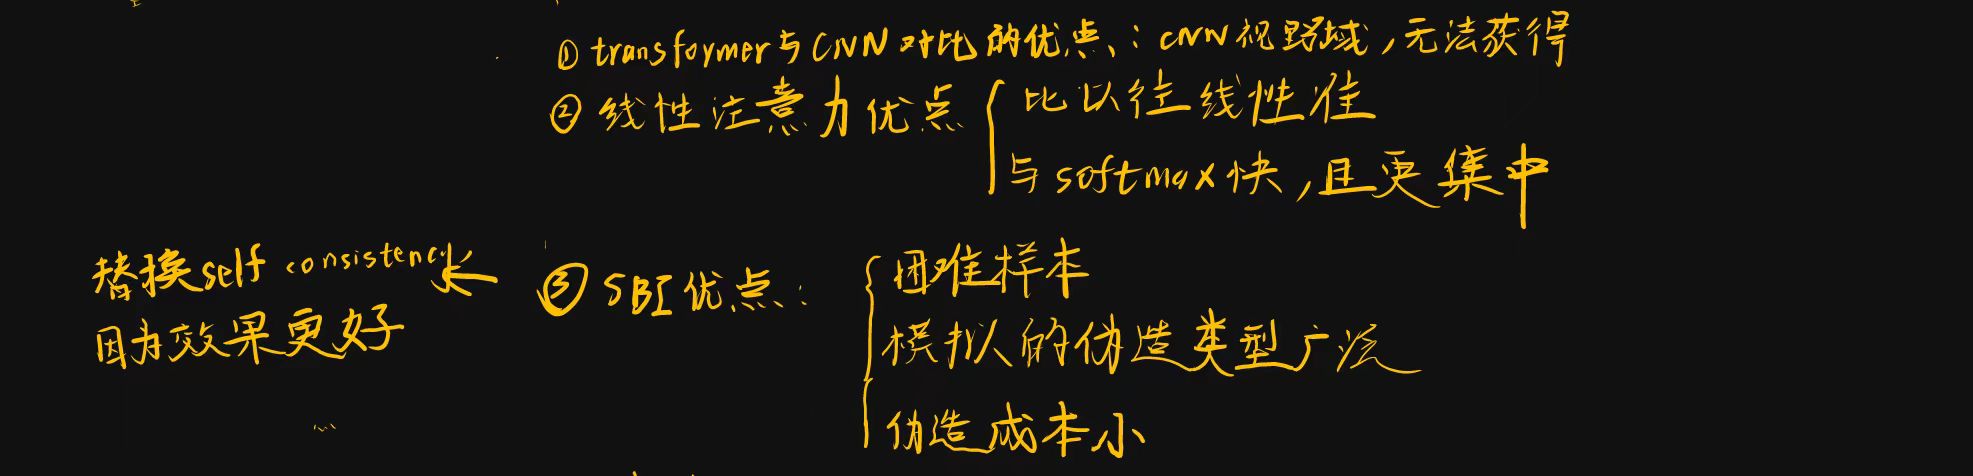 ① transformer与CNN对比的优点：CNN视野域，无法获得
② 线性注意力优点
比以往线性准
与softmax快，且更集中
替换self consistency
因为效果更好
③ SBI优点：
困难样本
模拟的伪造类型广泛
伪造成本小